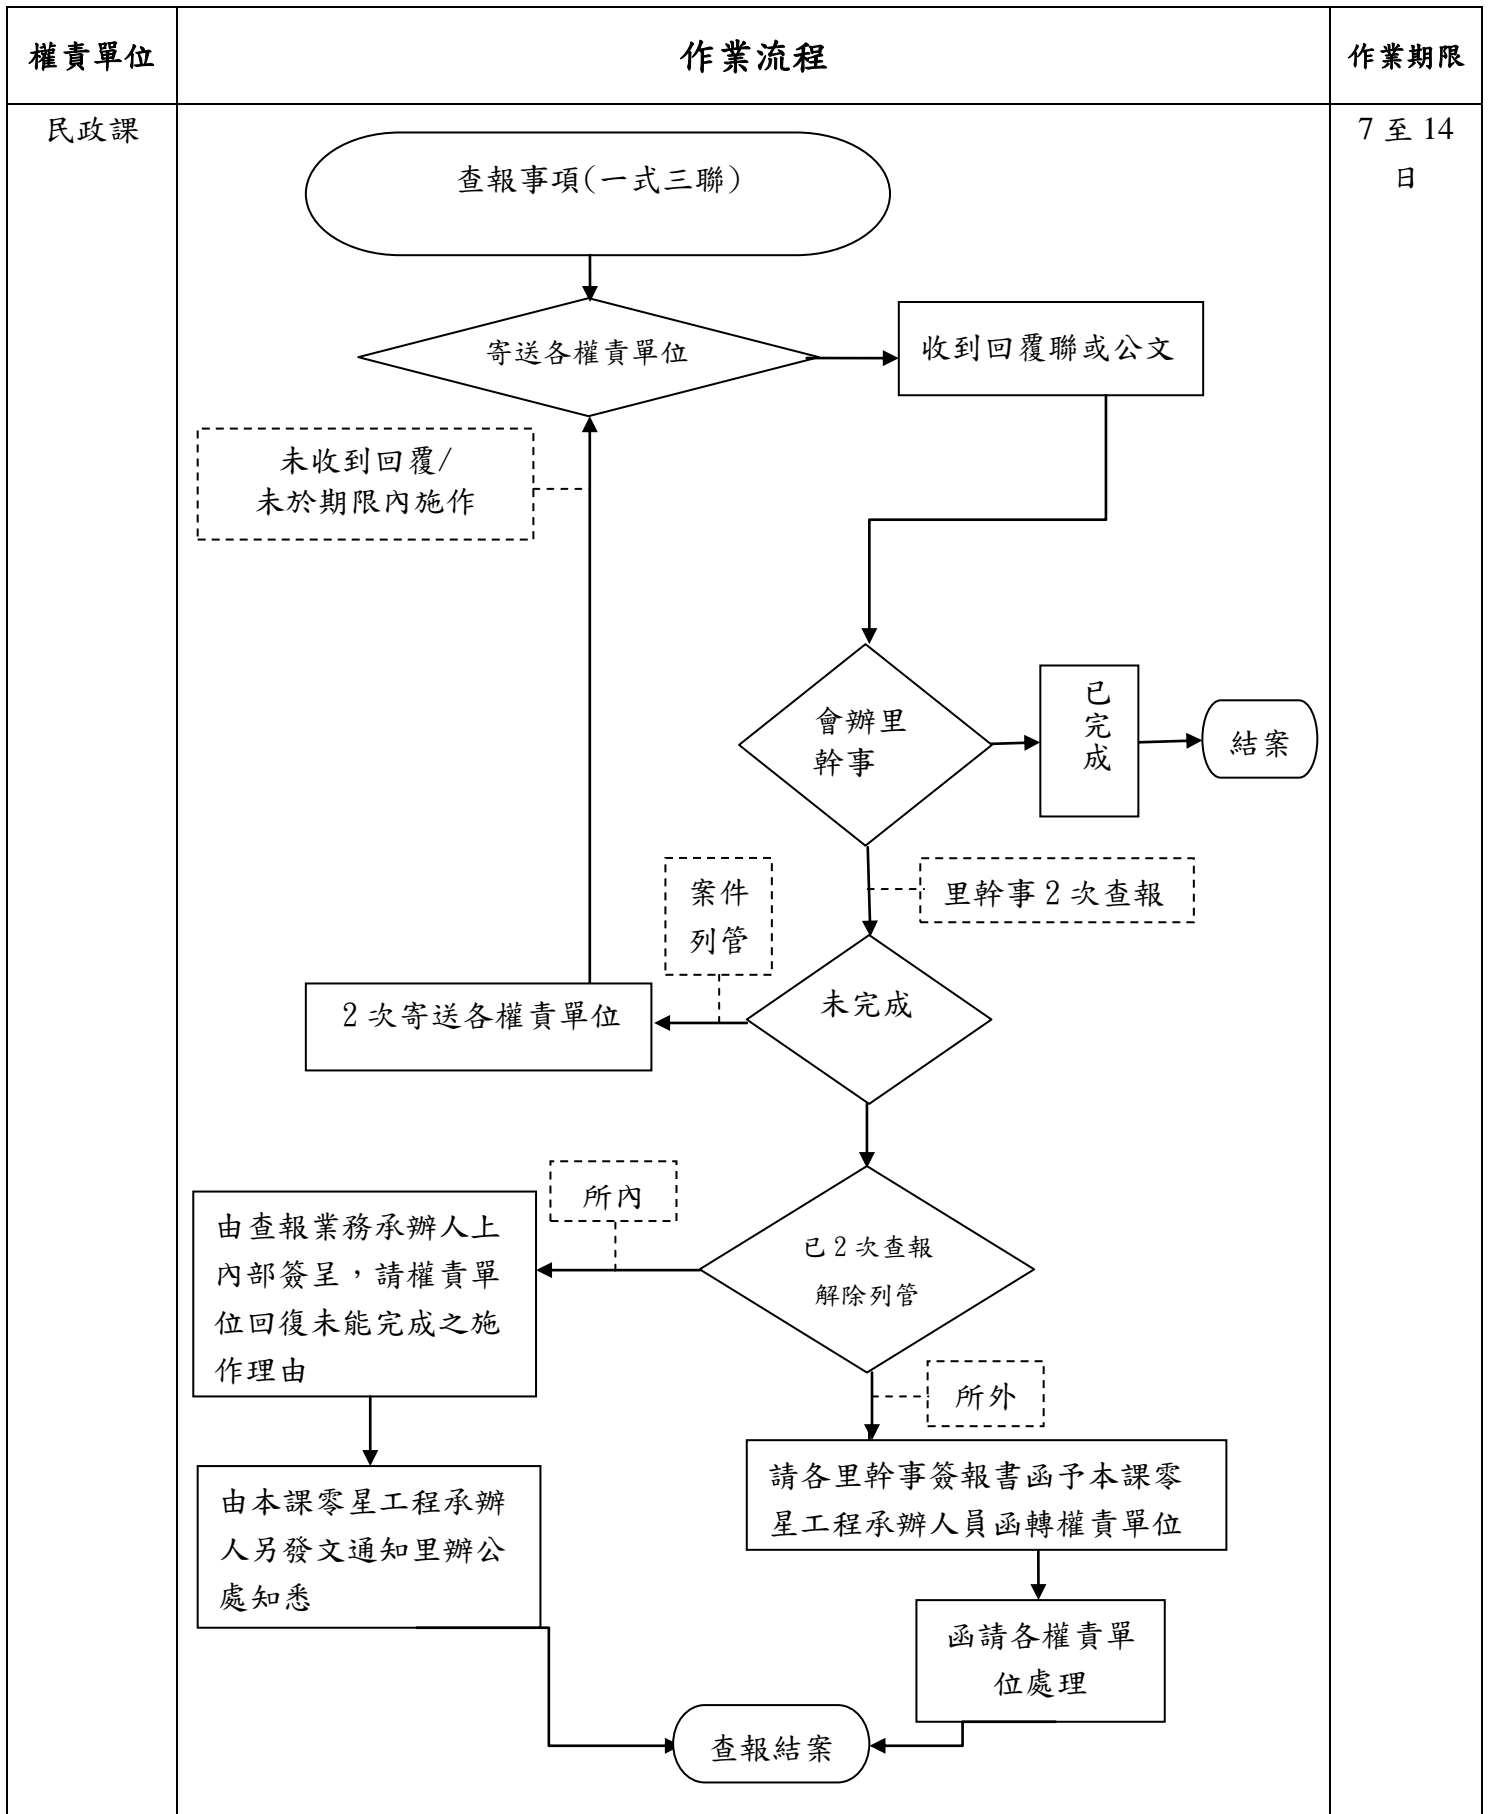 權責單位
作業流程
作業期限
民政課
7 至 14
日
查報事項(一式三聯)
寄送各權責單位
收到回覆聯或公文
未收到回覆/
未於期限內施作
會辦里
幹事
已
完
成
結案
案件
列管
里幹事 2 次查報
未完成
2 次寄送各權責單位
所內
已 2 次查報
解除列管
由查報業務承辦人上
內部簽呈，請權責單
位回復未能完成之施
作理由
所外
請各里幹事簽報書函予本課零
星工程承辦人員函轉權責單位
由本課零星工程承辦
人另發文通知里辦公
處知悉
函請各權責單
位處理
查報結案